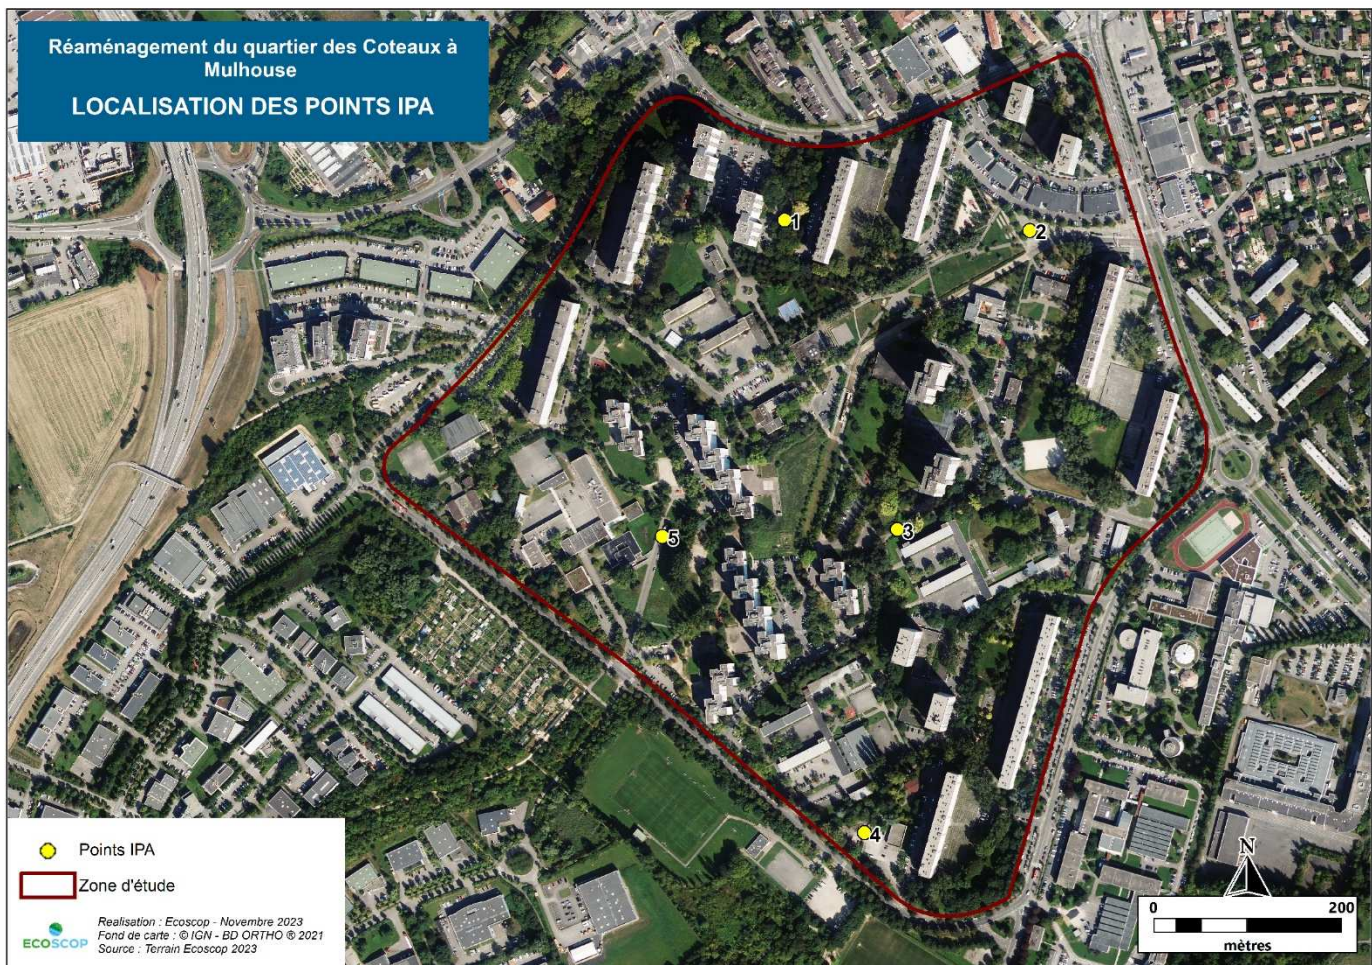 Réaménagement du quartier des Coteaux à
Mulhouse
LOCALISATION DES POINTS IPA
1
2
3
5
4
Points IPA
Zone d'étude
ECOSCOP
Realisation : Ecoscop - Novembre 2023
Fond de carte : © IGN - BD ORTHO ® 2021
Source : Terrain Ecoscop 2023
N
0 200
mètres